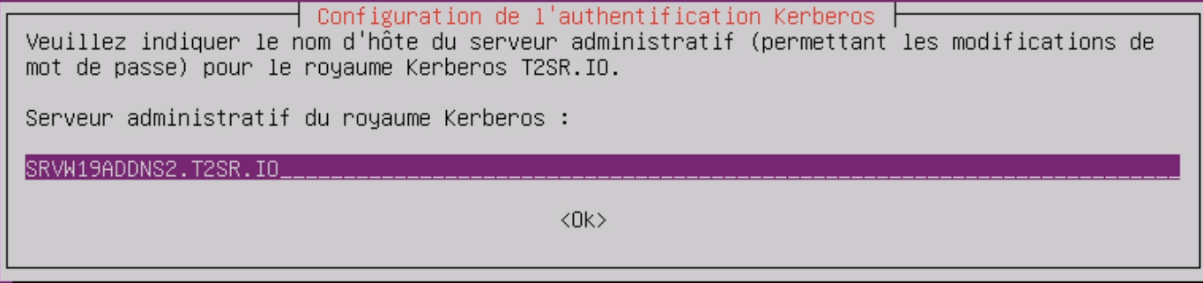 Configuration de l'authentification Kerberos
Veuillez indiquer le nom d'hôte du serveur administratif (permettant les modifications de
mot de passe) pour le royaume Kerberos T2SR.IO.
Serveur administratif du royaume Kerberos :
SRVW19ADDNS2.T2SR.IO
<Ok>